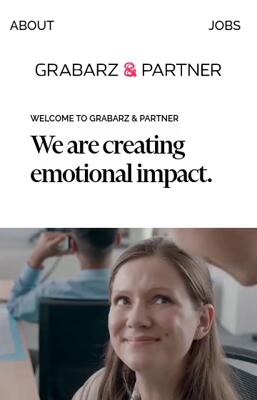 ABOUT JOBS
GRABARZ & PARTNER
WELCOME TO GRABARZ & PARTNER
We are creating
emotional impact.